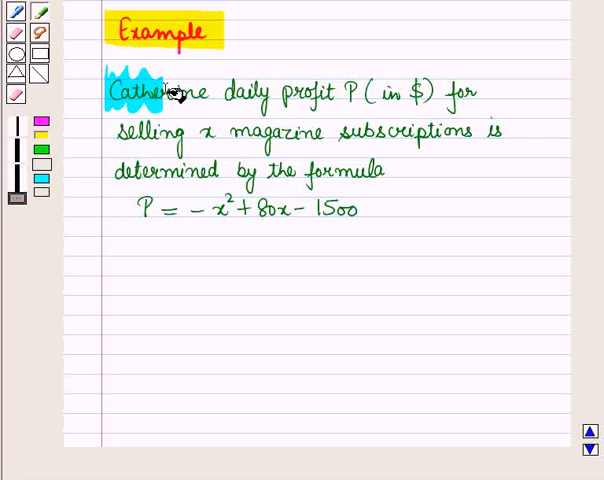 Example
Catherine daily profit P (in $) for
selling x magazine subscriptions is
determined by the formula
P = - x² + 80x - 1500